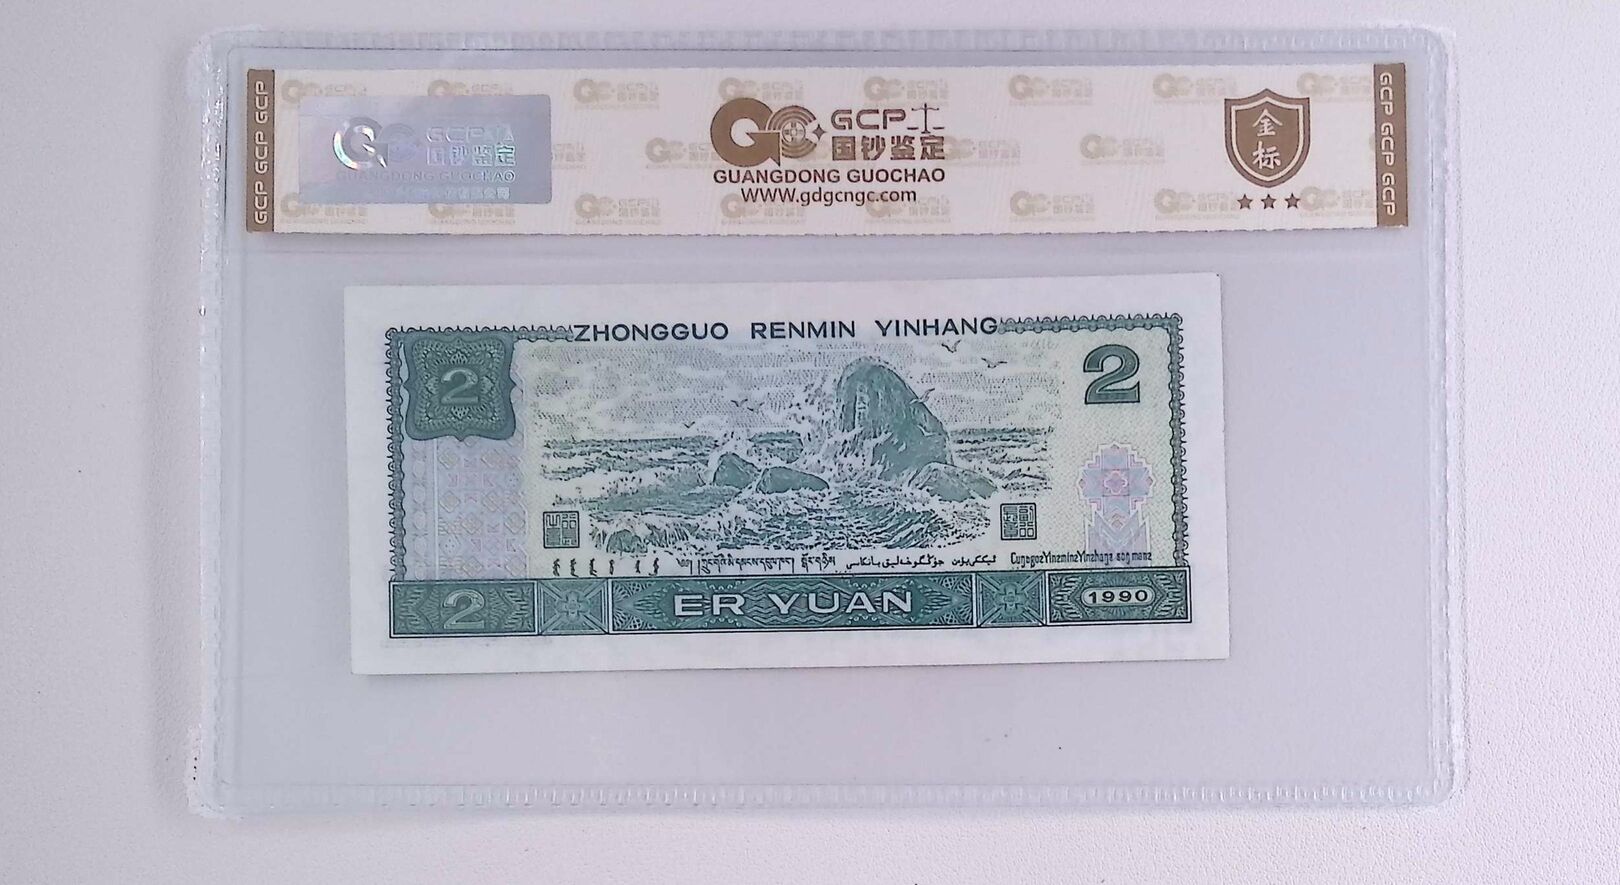 GCP GCP GCP
GCP
国钞鉴定
GUANGDONG GUOCHAO
GCP
国钞鉴定
GUANGDONG GUOCHAO
WWW.gdgcngc.com
金
标
GCP GCP GCP
ZHONGGUO RENMIN YINHANG
2
2
2
ER YUAN
1990